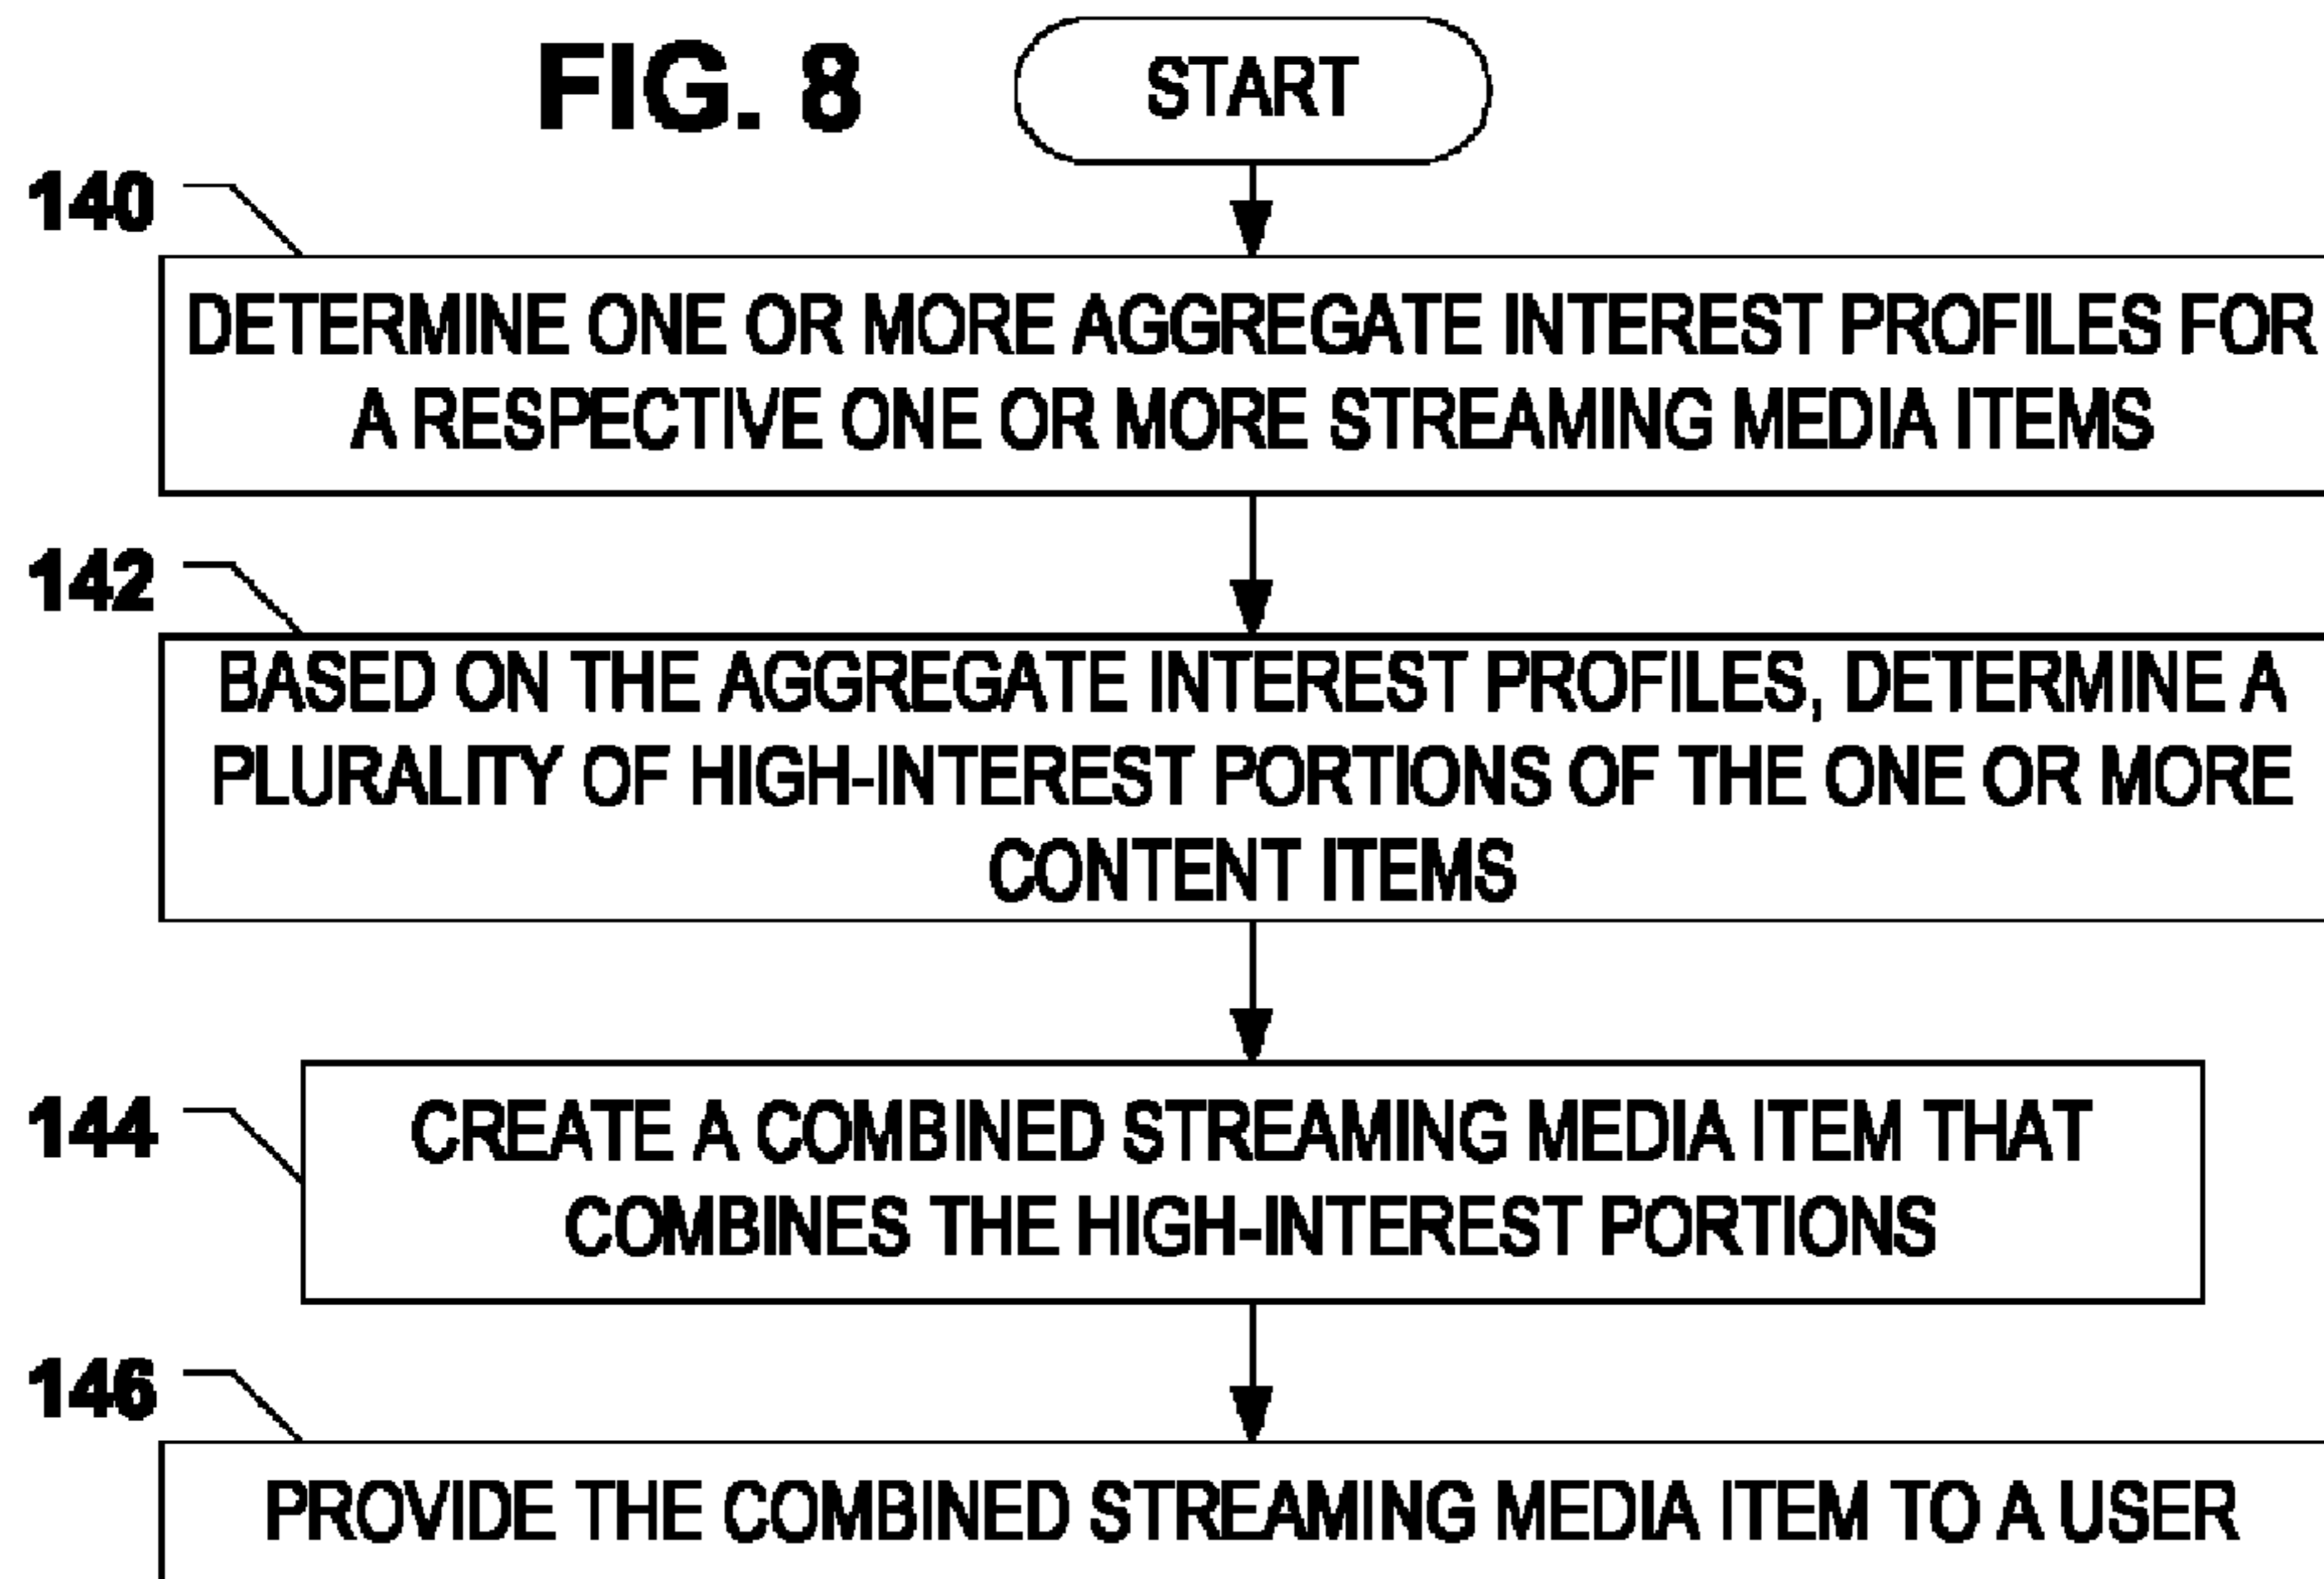 FIG. 8
START
140
DETERMINE ONE OR MORE AGGREGATE INTEREST PROFILES FOR
A RESPECTIVE ONE OR MORE STREAMING MEDIA ITEMS
142
BASED ON THE AGGREGATE INTEREST PROFILES, DETERMINE A
PLURALITY OF HIGH-INTEREST PORTIONS OF THE ONE OR MORE
CONTENT ITEMS
144
CREATE A COMBINED STREAMING MEDIA ITEM THAT
COMBINES THE HIGH-INTEREST PORTIONS
146
PROVIDE THE COMBINED STREAMING MEDIA ITEM TO A USER